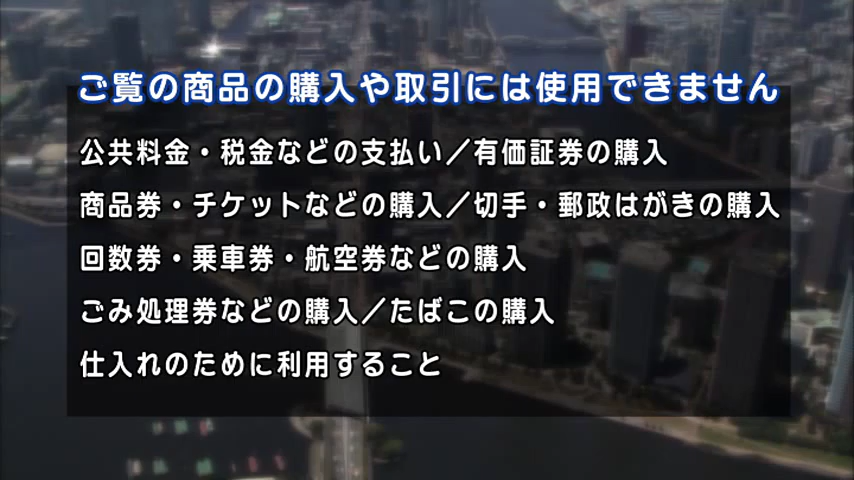 ご覧の商品の購入や取引には使用できません
公共料金・税金などの支払い／有価証券の購入
商品券・チケットなどの購入／切手・郵政はがきの購入
回数券・乗車券・航空券などの購入
ごみ処理券などの購入／たばこの購入
仕入れのために利用すること